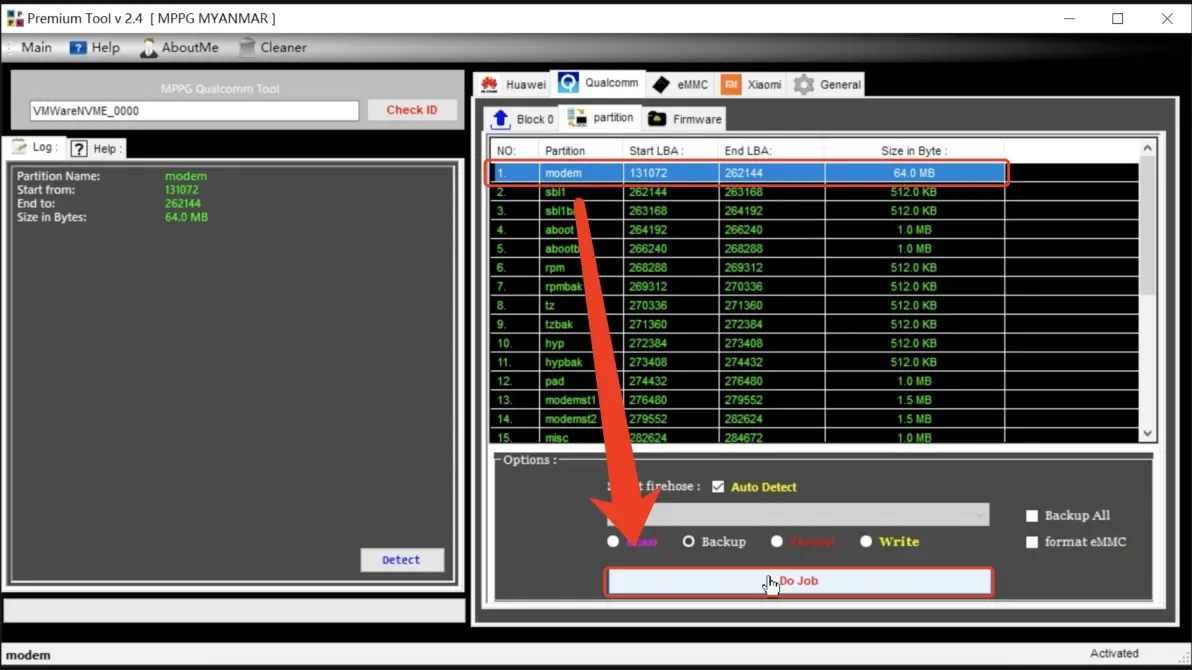 Premium Tool v 2.4 [ MPPG MYANMAR ]
Main Help AboutMe Cleaner
MPPG Qualcomm Tool
VMWareNVME_0000 Check ID
Log : Help :
Partition Name: modem
Start from: 131072
End to: 262144
Size in Bytes: 64.0 MB
Detect
Huawei Qualcomm eMMC Xiaomi General
Block 0 partition Firmware
NO: Partition Start LBA : End LBA: Size in Byte :
1. modem 131072 262144 64.0 MB
2. sbl1 262144 263168 512.0 KB
3. 263168 264192 512.0 KB
4. aboot 264192 266240 1.0 MB
5. 266240 268288 1.0 MB
6. rpm 268288 269312 512.0 KB
7. rpmbak 269312 270336 512.0 KB
8. tz 270336 271360 512.0 KB
9. tzbak 271360 272384 512.0 KB
10. hyp 272384 273408 512.0 KB
11. hypbak 273408 274432 512.0 KB
12. pad 274432 276480 1.0 MB
13. modemst1 276480 279552 1.5 MB
14. modemst2 279552 282624 1.5 MB
15. misc 282624 284672 1.0 MB
Options :
firehose : Auto Detect
Backup All
Backup Format Write
format eMMC
Do Job
modem
Activated